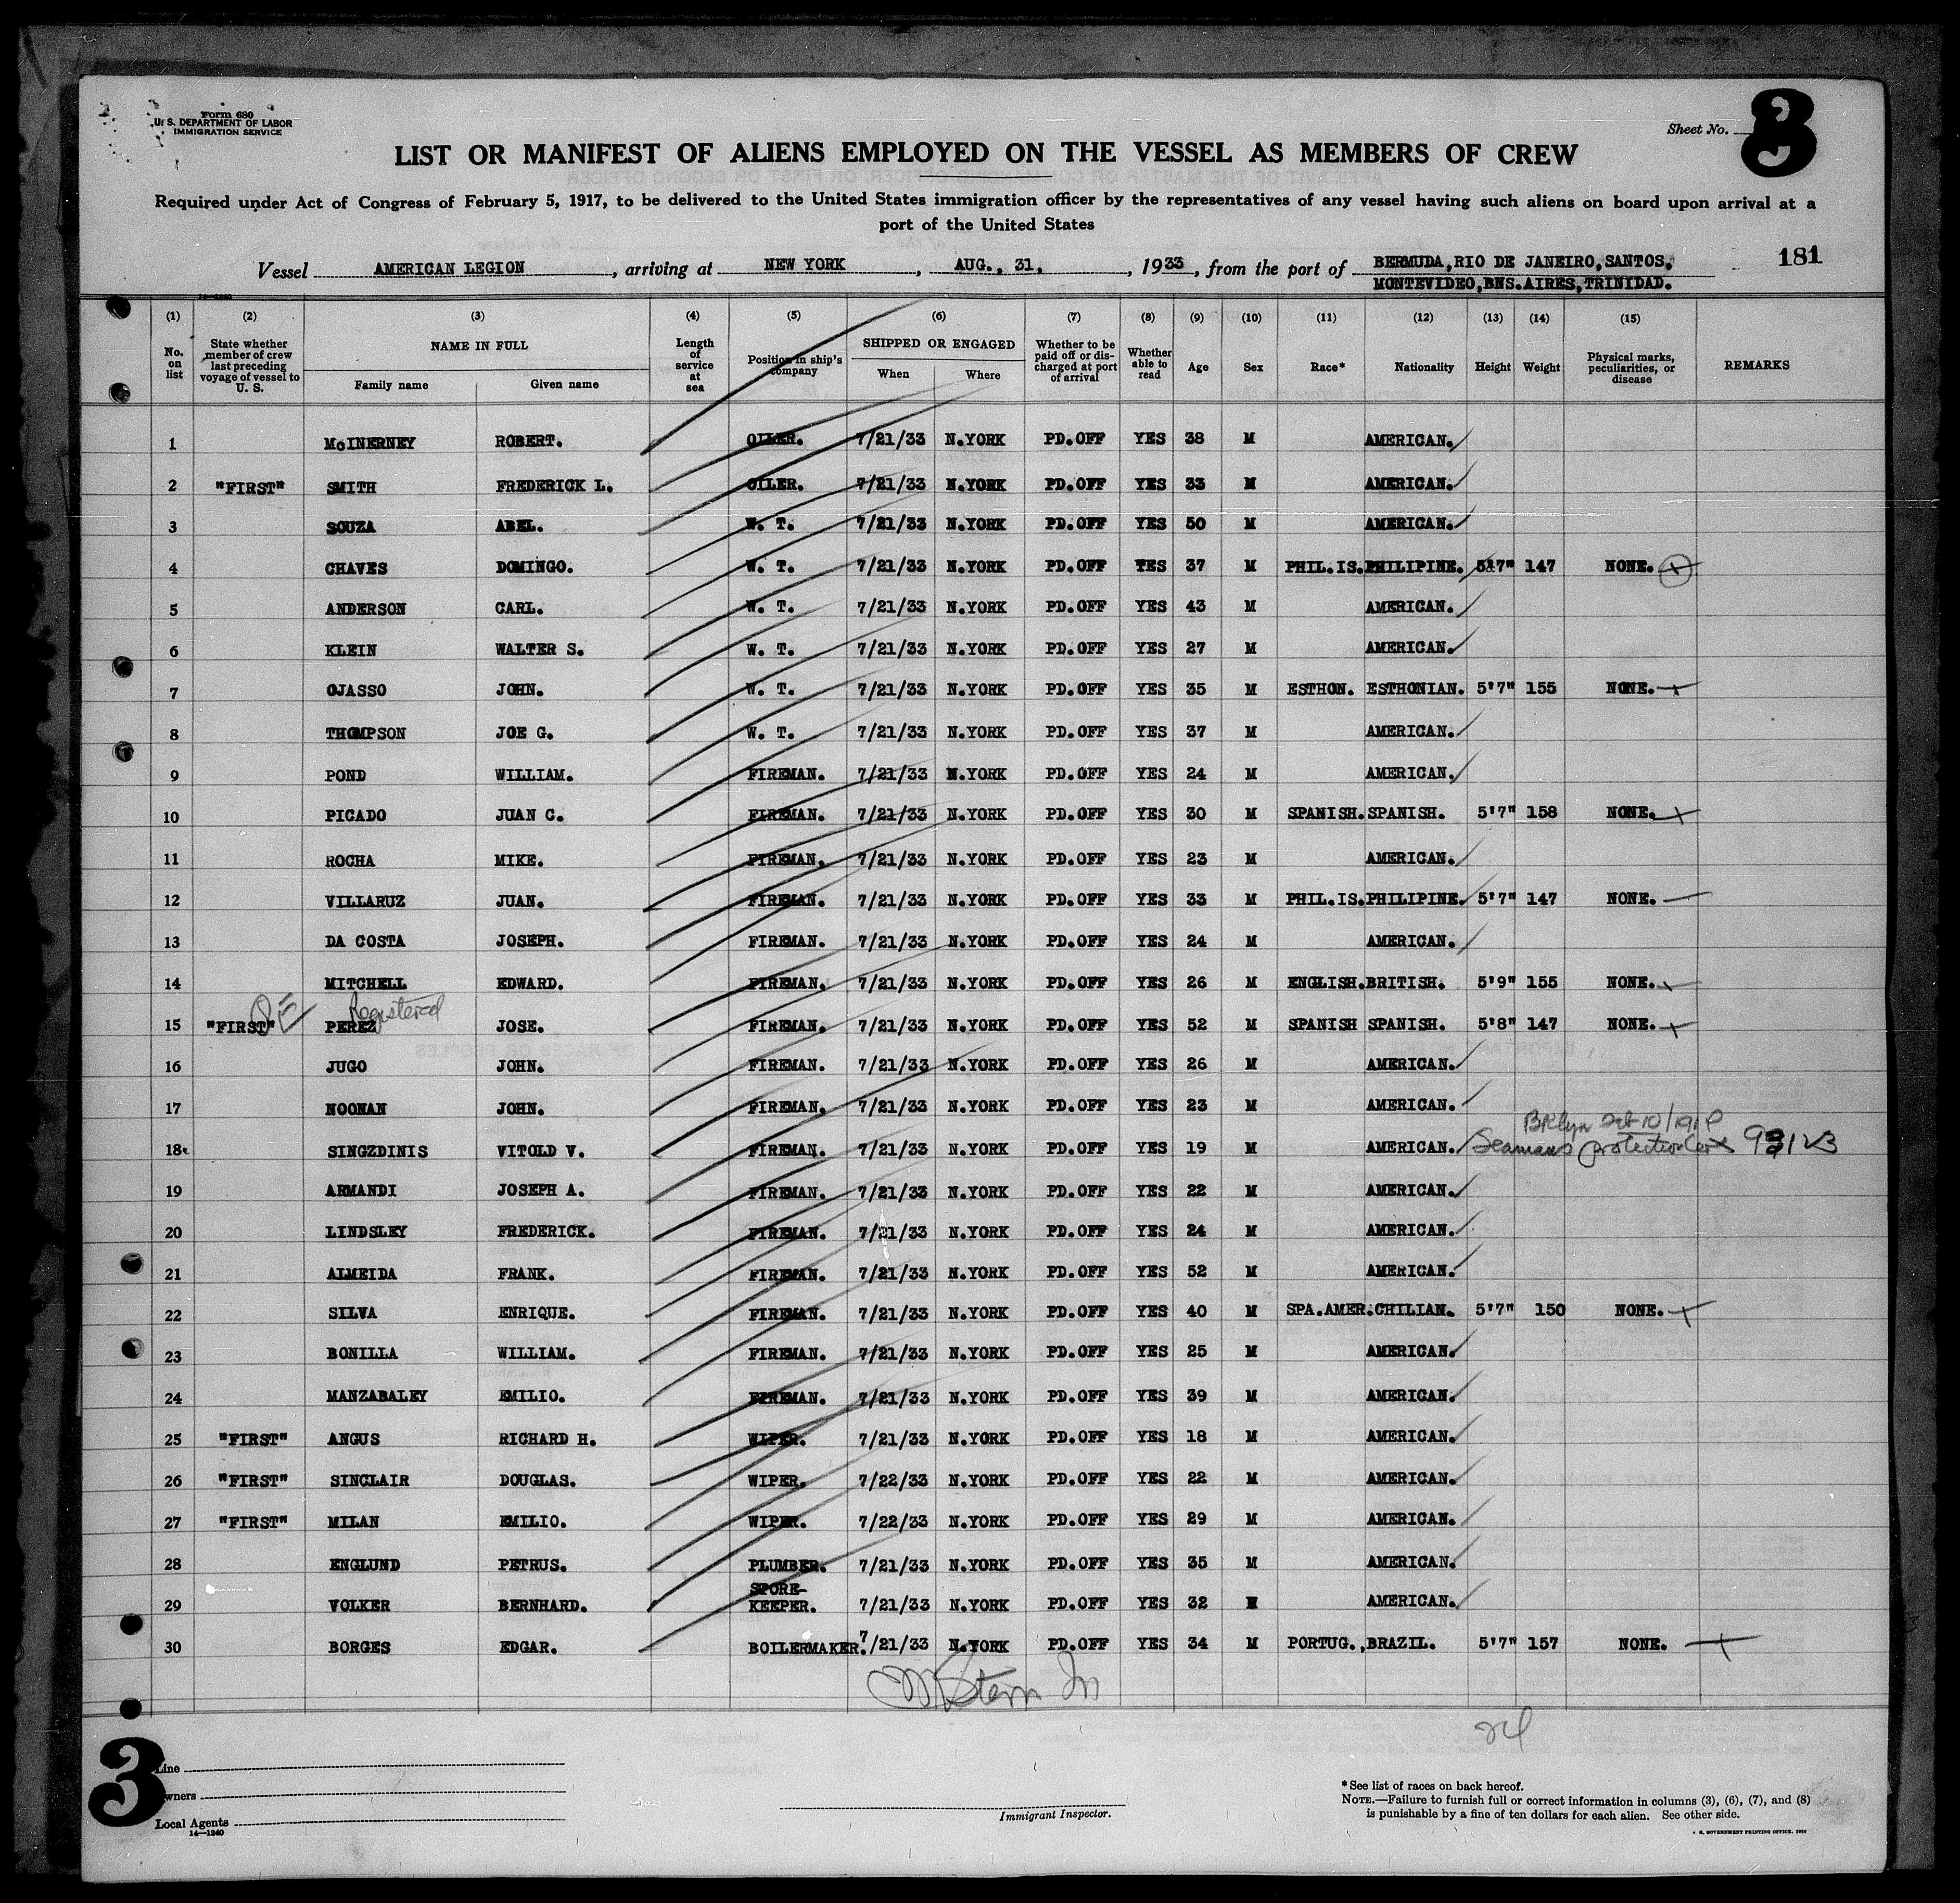 Form 680
U. S. DEPARTMENT OF LABOR
IMMIGRATION SERVICE
Sheet No. 3
LIST OR MANIFEST OF ALIENS EMPLOYED ON THE VESSEL AS MEMBERS OF CREW
Required under Act of Congress of February 5, 1917, to be delivered to the United States immigration officer by the representatives of any vessel having such aliens on board upon arrival at a
port of the United States
181
Vessel AMERICAN LEGION, arriving at NEW YORK, AUG., 31, 1933, from the port of BERMUDA, RIO DE JANEIRO, SANTOS,
MONTEVIDEO, BNS. AIRES, TRINIDAD.
14-1240
(1) No. on list (2) State whether member of crew last preceding voyage of vessel to U. S. (3) NAME IN FULL Family name Given name (4) Length of service at sea (5) Position in ship's company (6) SHIPPED OR ENGAGED When Where (7) Whether to be paid off or discharged at port of arrival (8) Whether able to read (9) Age (10) Sex (11) Race* (12) Nationality (13) Height (14) Weight (15) Physical marks, peculiarities, or disease REMARKS
1 McINERNEY ROBERT. OILER. 7/21/33 N.YORK PD.OFF YES 38 M AMERICAN.
2 "FIRST" SMITH FREDERICK L. OILER. 7/21/33 N.YORK PD.OFF YES 33 M AMERICAN.
3 SOUZA ABEL. W. T. 7/21/33 N.YORK PD.OFF YES 50 M AMERICAN.
4 CHAVES DOMINGO. W. T. 7/21/33 N.YORK PD.OFF YES 37 M PHIL.IS. PHILIPINE. 5'7" 147 NONE.
5 ANDERSON CARL. W. T. 7/21/33 N.YORK PD.OFF YES 43 M AMERICAN.
6 KLEIN WALTER S. W. T. 7/21/33 N.YORK PD.OFF YES 27 M AMERICAN.
7 OJASSO JOHN. W. T. 7/21/33 N.YORK PD.OFF YES 35 M ESTHON. ESTHONIAN. 5'7" 155 NONE.
8 THOMPSON JOE G. W. T. 7/21/33 N.YORK PD.OFF YES 37 M AMERICAN.
9 POND WILLIAM. FIREMAN. 7/21/33 N.YORK PD.OFF YES 24 M AMERICAN.
10 PICADO JUAN C. FIREMAN. 7/21/33 N.YORK PD.OFF YES 30 M SPANISH. SPANISH. 5'7" 158 NONE.
11 ROCHA MIKE. FIREMAN. 7/21/33 N.YORK PD.OFF YES 23 M AMERICAN.
12 VILLARUZ JUAN. FIREMAN. 7/21/33 N.YORK PD.OFF YES 33 M PHIL.IS. PHILIPINE. 5'7" 147 NONE.
13 DA COSTA JOSEPH. FIREMAN. 7/21/33 N.YORK PD.OFF YES 24 M AMERICAN.
14 MITCHELL EDWARD. FIREMAN. 7/21/33 N.YORK PD.OFF YES 26 M ENGLISH. BRITISH. 5'9" 155 NONE.
Registered
15 "FIRST" PEREZ JOSE. FIREMAN. 7/21/33 N.YORK PD.OFF YES 52 M SPANISH SPANISH. 5'8" 147 NONE.
16 JUGO JOHN. FIREMAN. 7/21/33 N.YORK PD.OFF YES 26 M AMERICAN.
17 NOONAN JOHN. FIREMAN. 7/21/33 N.YORK PD.OFF YES 23 M AMERICAN.
Bklyn
18 SINGZDINIS VITOLD V. FIREMAN. 7/21/33 N.YORK PD.OFF YES 19 M AMERICAN. Seamans protection
19 ARMANDI JOSEPH A. FIREMAN. 7/21/33 N.YORK PD.OFF YES 22 M AMERICAN.
20 LINDSLEY FREDERICK. FIREMAN. 7/21/33 N.YORK PD.OFF YES 24 M AMERICAN.
21 ALMEIDA FRANK. FIREMAN. 7/21/33 N.YORK PD.OFF YES 52 M AMERICAN.
22 SILVA ENRIQUE. FIREMAN. 7/21/33 N.YORK PD.OFF YES 40 M SPA.AMER. CHILIAN. 5'7" 150 NONE.
23 BONILLA WILLIAM. FIREMAN. 7/21/33 N.YORK PD.OFF YES 25 M AMERICAN.
24 MANZABALEY EMILIO. FIREMAN. 7/21/33 N.YORK PD.OFF YES 39 M AMERICAN.
25 "FIRST" ANGUS RICHARD H. WIPER. 7/21/33 N.YORK PD.OFF YES 18 M AMERICAN.
26 "FIRST" SINCLAIR DOUGLAS. WIPER. 7/22/33 N.YORK PD.OFF YES 22 M AMERICAN.
27 "FIRST" MILAN EMILIO. WIPER. 7/22/33 N.YORK PD.OFF YES 29 M AMERICAN.
28 ENGLUND PETRUS. PLUMBER. 7/21/33 N.YORK PD.OFF YES 35 M AMERICAN.
29 VOLKER BERNHARD. STORE-KEEPER. 7/21/33 N.YORK PD.OFF YES 32 M AMERICAN.
30 BORGES EDGAR. BOILERMAKER. 7/21/33 N.YORK PD.OFF YES 34 M PORTUG., BRAZIL. 5'7" 157 NONE.
Stern
24
3
Line
Owners
Local Agents
14-1240
Immigrant Inspector.
*See list of races on back hereof.
NOTE.—Failure to furnish full or correct information in columns (3), (6), (7), and (8)
is punishable by a fine of ten dollars for each alien. See other side.
GOVERNMENT PRINTING OFFICE.